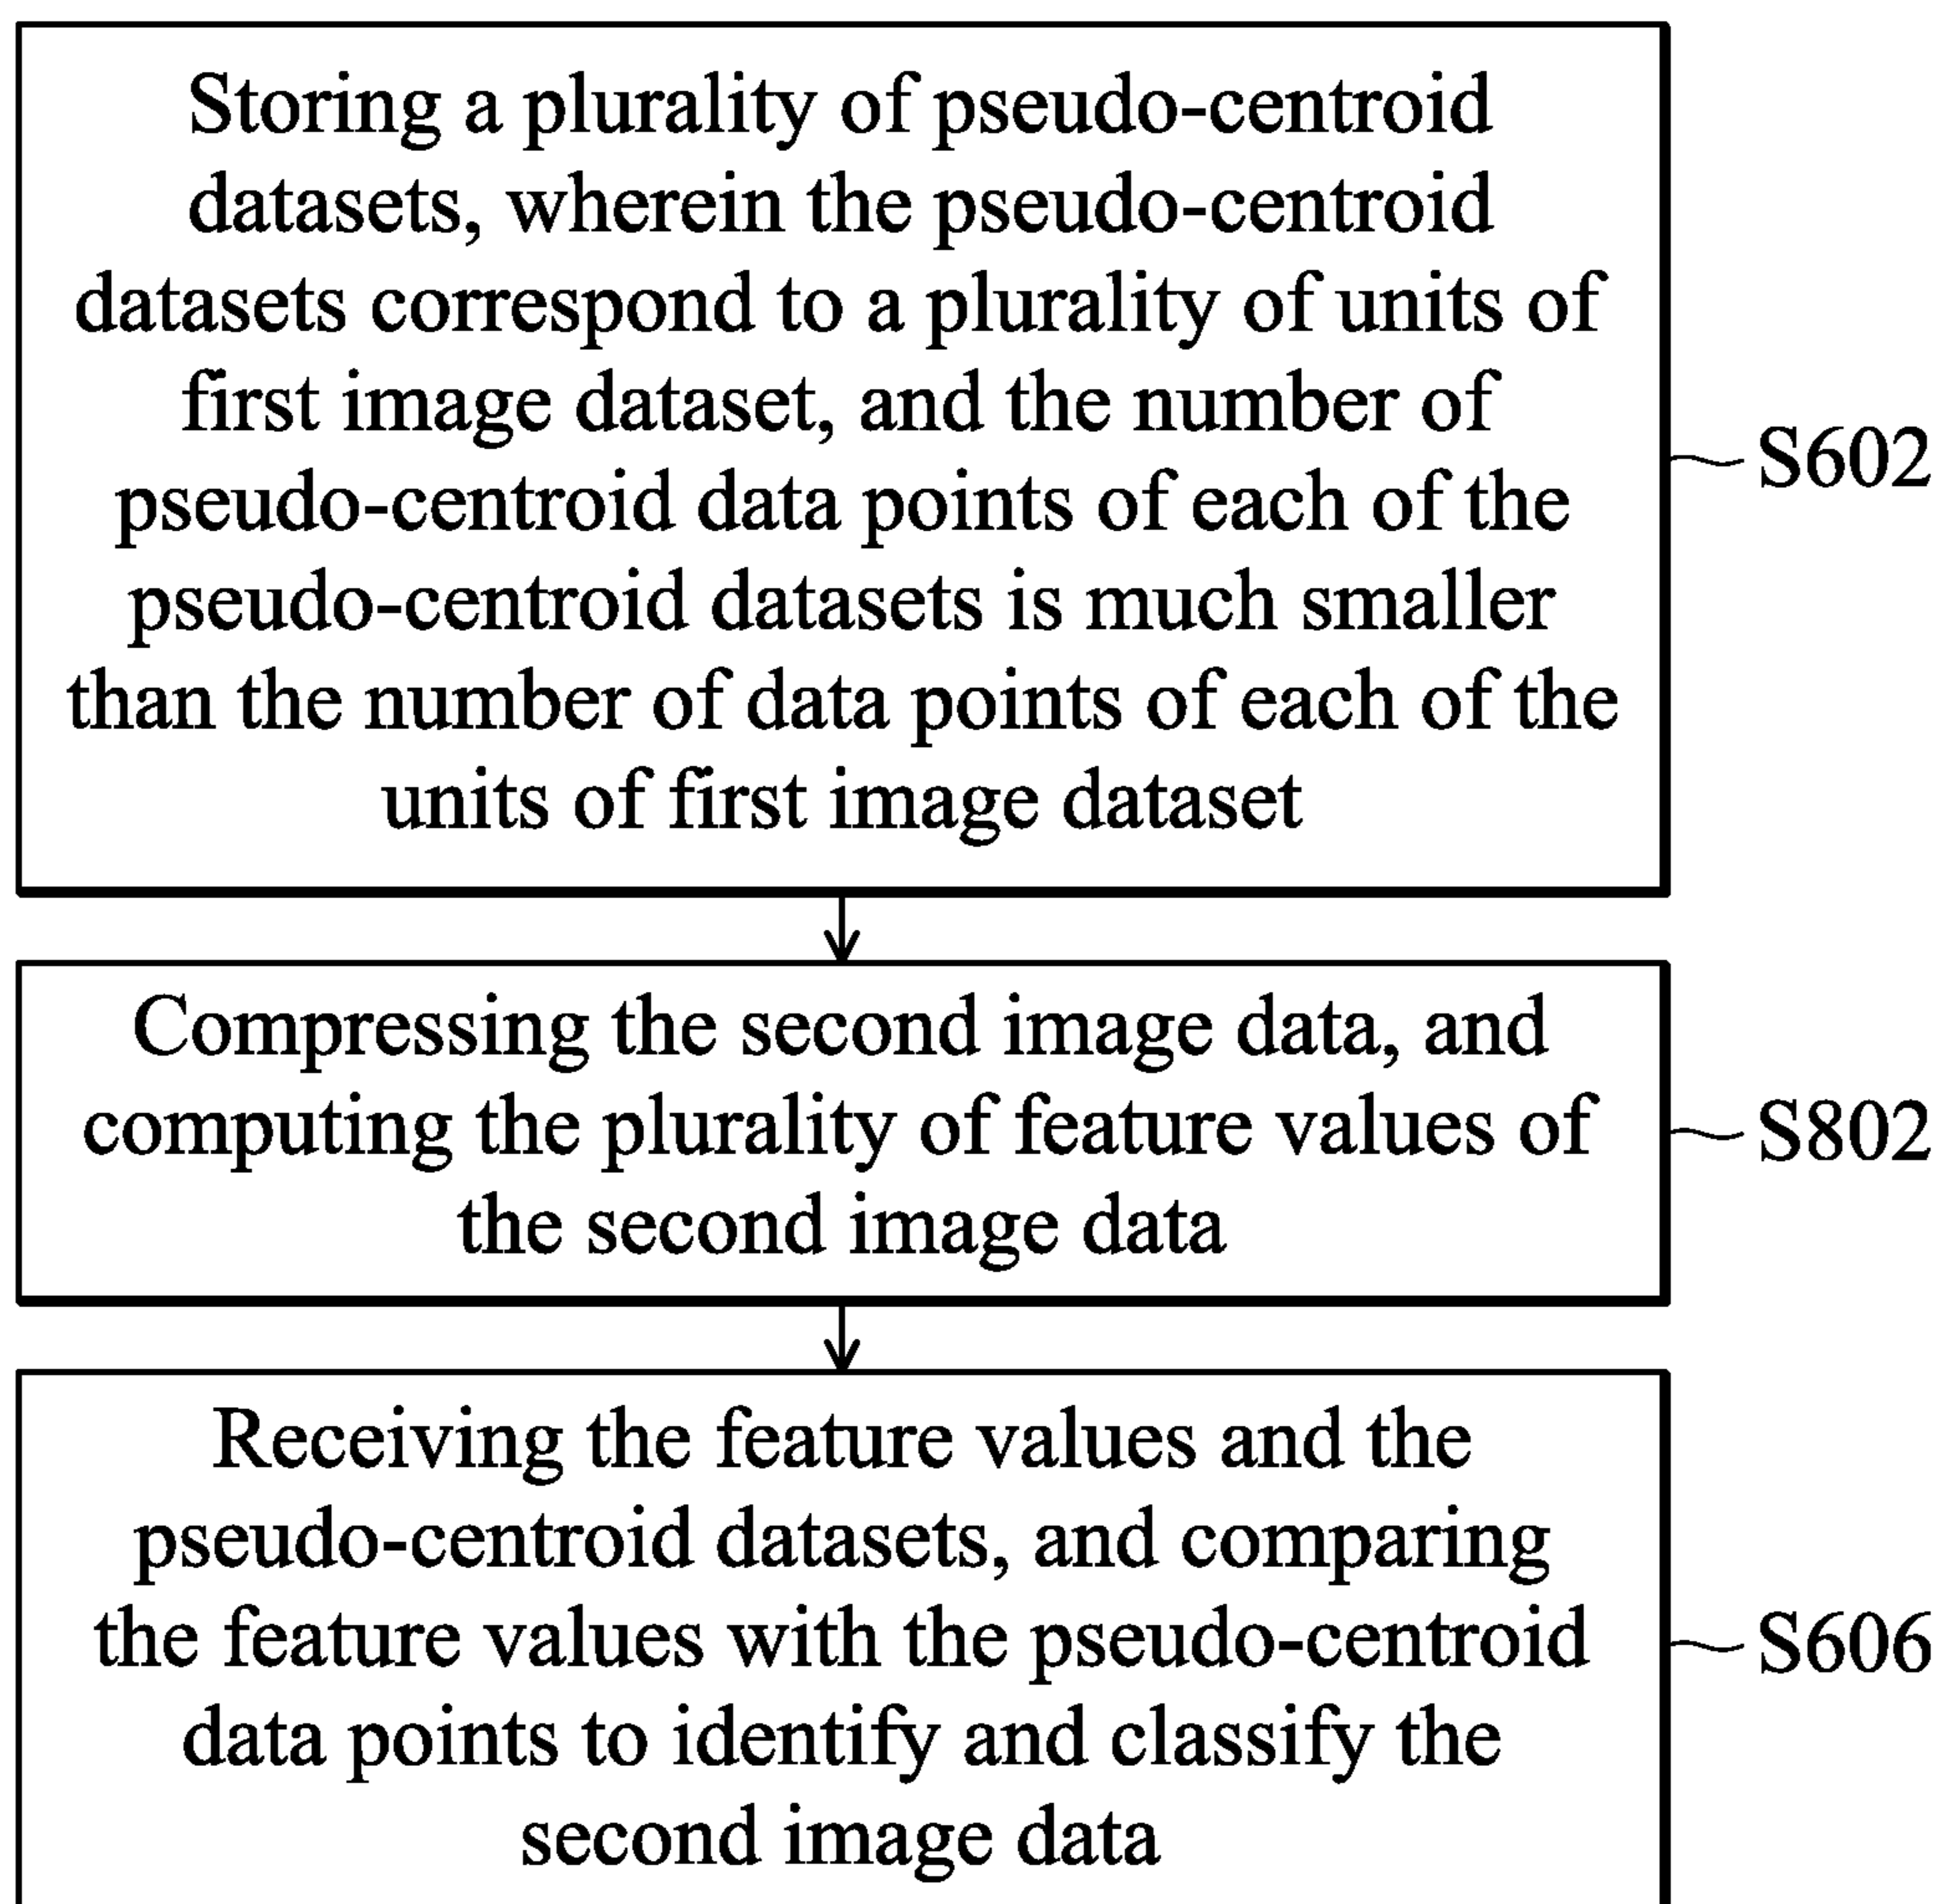 Storing a plurality of pseudo-centroid
datasets, wherein the pseudo-centroid
datasets correspond to a plurality of units of
first image dataset, and the number of
pseudo-centroid data points of each of the
pseudo-centroid datasets is much smaller
than the number of data points of each of the
units of first image dataset
S602
Compressing the second image data, and
computing the plurality of feature values of
the second image data
S802
Receiving the feature values and the
pseudo-centroid datasets, and comparing
the feature values with the pseudo-centroid
data points to identify and classify the
second image data
S606